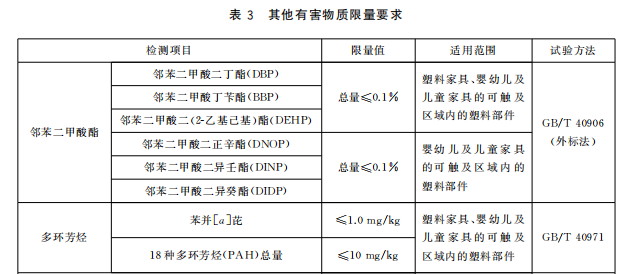 表 3 其他有害物质限量要求
检测项目 限量值 适用范围 试验方法
邻苯二甲酸酯
邻苯二甲酸二丁酯(DBP)
邻苯二甲酸丁苄酯(BBP)
邻苯二甲酸二(2-乙基己基)酯(DEHP)
总量≤0.1%
塑料家具、婴幼儿及
儿童家具的可触及
区域内的塑料部件
GB/T 40906
(外标法)
邻苯二甲酸二正辛酯(DNOP)
邻苯二甲酸二异壬酯(DINP)
邻苯二甲酸二异癸酯(DIDP)
总量≤0.1%
婴幼儿及儿童家具
的可触及区域内的
塑料部件
多环芳烃
苯并[a]芘 ≤1.0 mg/kg
18种多环芳烃(PAH)总量 ≤10 mg/kg
塑料家具、婴幼儿及
儿童家具的可触及
区域内的塑料部件
GB/T 40971